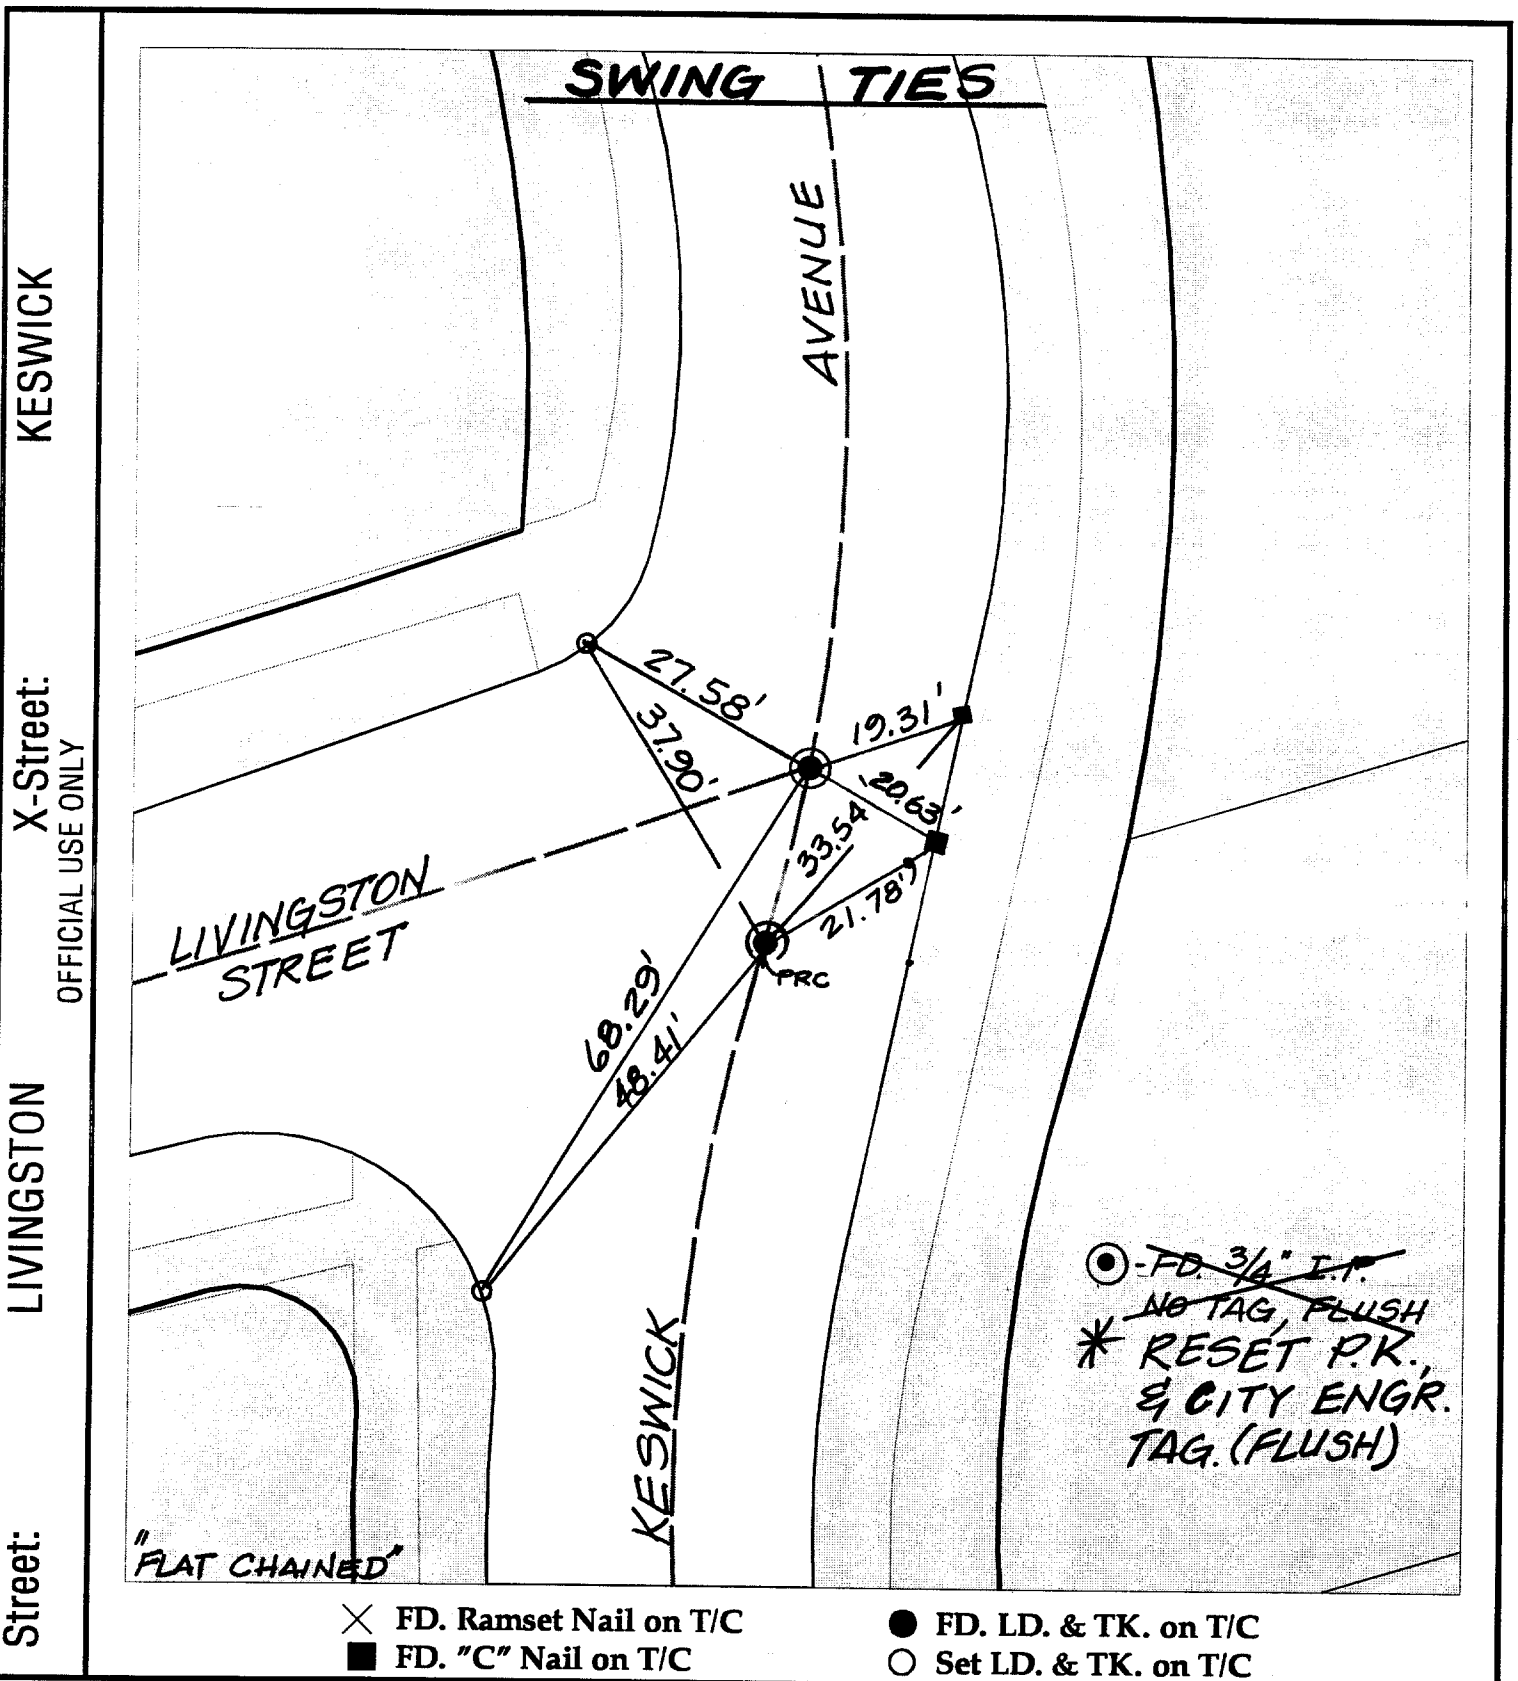 SWING TIES
AVENUE
27.58'
37.90'
19.31'
20.63'
33.54
21.78'
PRC
LIVINGSTON
STREET
68.29'
48.41'
KESWICK
-FD. 3/4" I.P.
NO TAG, FLUSH
* RESET P.K.,
& CITY ENGR.
TAG. (FLUSH)
"FLAT CHAINED"
FD. Ramset Nail on T/C
FD. "C" Nail on T/C
FD. LD. & TK. on T/C
Set LD. & TK. on T/C
Street: LIVINGSTON X-Street: KESWICK
OFFICIAL USE ONLY